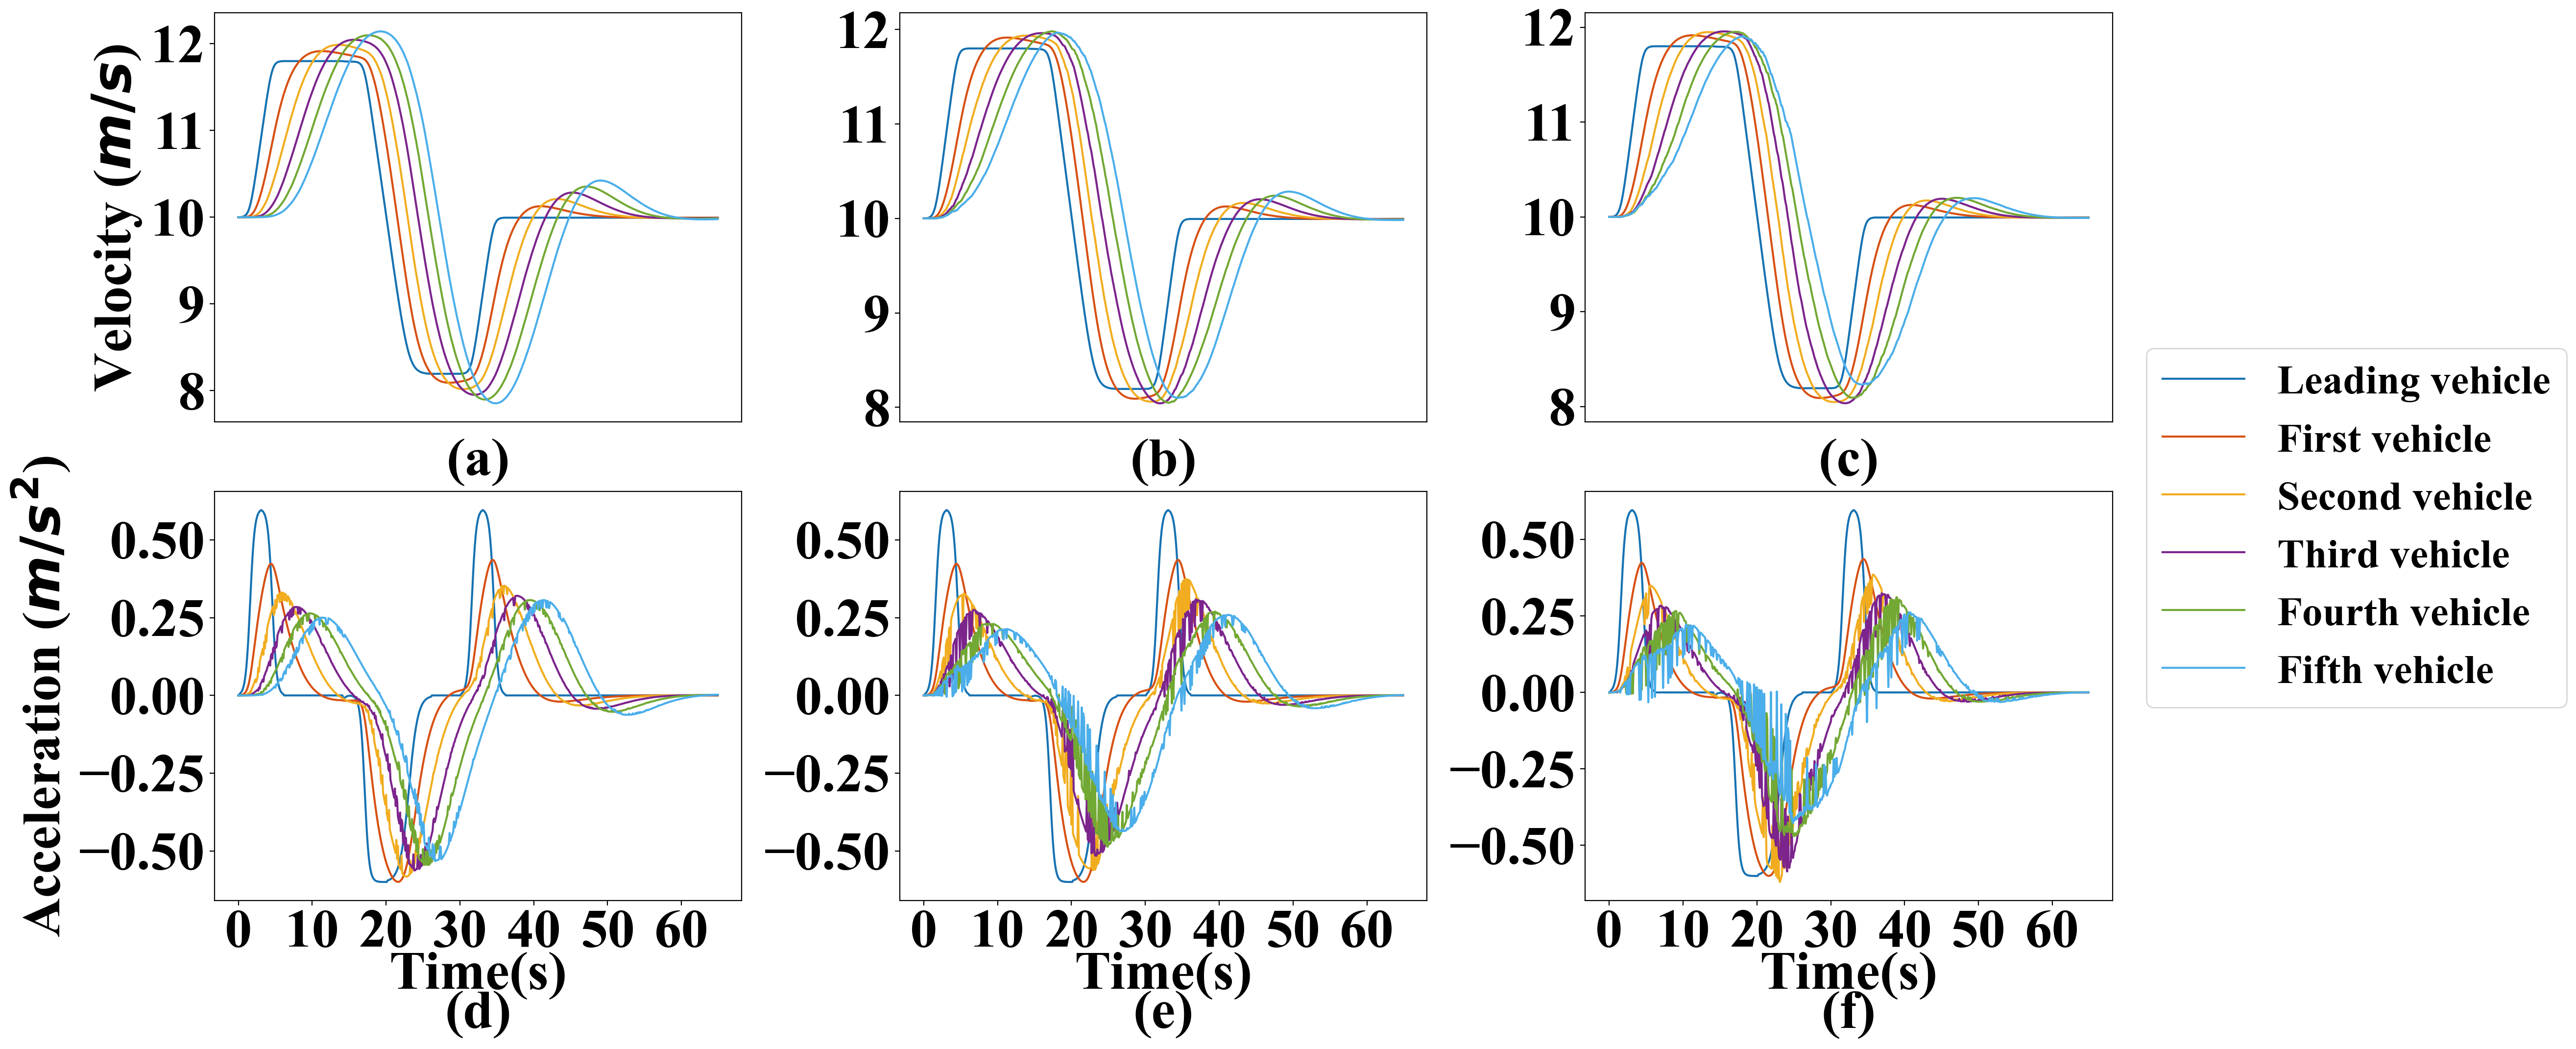 Velocity (m/s)
12
11
10
9
8
(a)
12
11
10
9
8
(b)
12
11
10
9
8
(c)
Acceleration (m/s²)
0.50
0.25
0.00
−0.25
−0.50
0 10 20 30 40 50 60
Time(s)
(d)
0.50
0.25
0.00
−0.25
−0.50
0 10 20 30 40 50 60
Time(s)
(e)
0.50
0.25
0.00
−0.25
−0.50
0 10 20 30 40 50 60
Time(s)
(f)
Leading vehicle
First vehicle
Second vehicle
Third vehicle
Fourth vehicle
Fifth vehicle